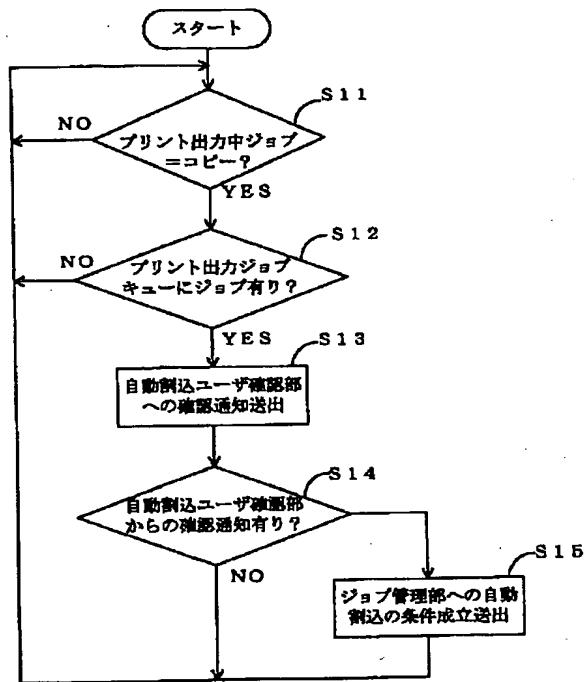 スタート
S11
NO
プリント出力中ジョブ
=コピー?
YES
S12
NO
プリント出力ジョブ
キューにジョブ有り?
YES
S13
自動割込ユーザ確認部
への確認通知送出
S14
自動割込ユーザ確認部
からの確認通知有り?
NO
S15
ジョブ管理部への自動
割込の条件成立送出